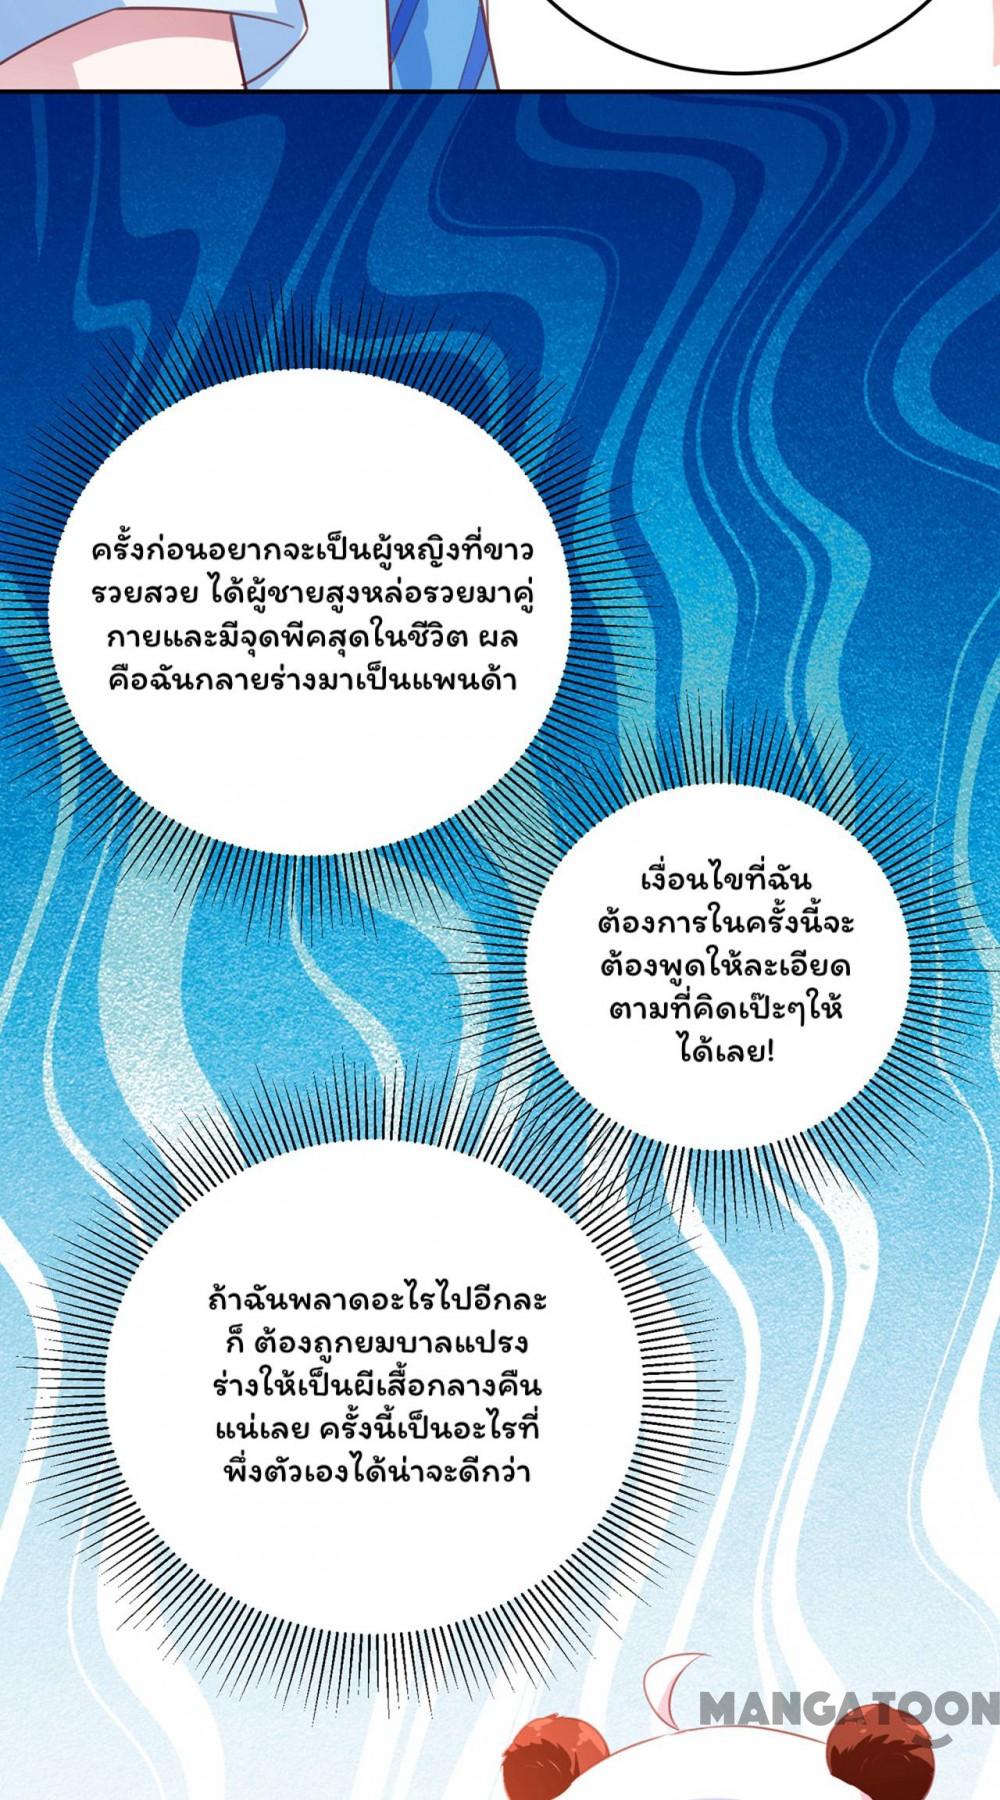 ครั้งก่อนอยากจะเป็นผู้หญิงที่ขาว
รวยสวย ได้ผู้ชายสูงหล่อรวยมาคู่
กายและมีจุดพีคสุดในชีวิต ผล
คือฉันกลายร่างมาเป็นแพนด้า
เงื่อนไขที่ฉัน
ต้องการในครั้งนี้จะ
ต้องพูดให้ละเอียด
ตามที่คิดเป๊ะๆให้
ได้เลย!
ถ้าฉันพลาดอะไรไปอีกละ
ก็ ต้องถูกยมบาลแปรง
ร่างให้เป็นผีเสื้อกลางคืน
แน่เลย ครั้งนี้เป็นอะไรที่
พึ่งตัวเองได้น่าจะดีกว่า
MANGATOON